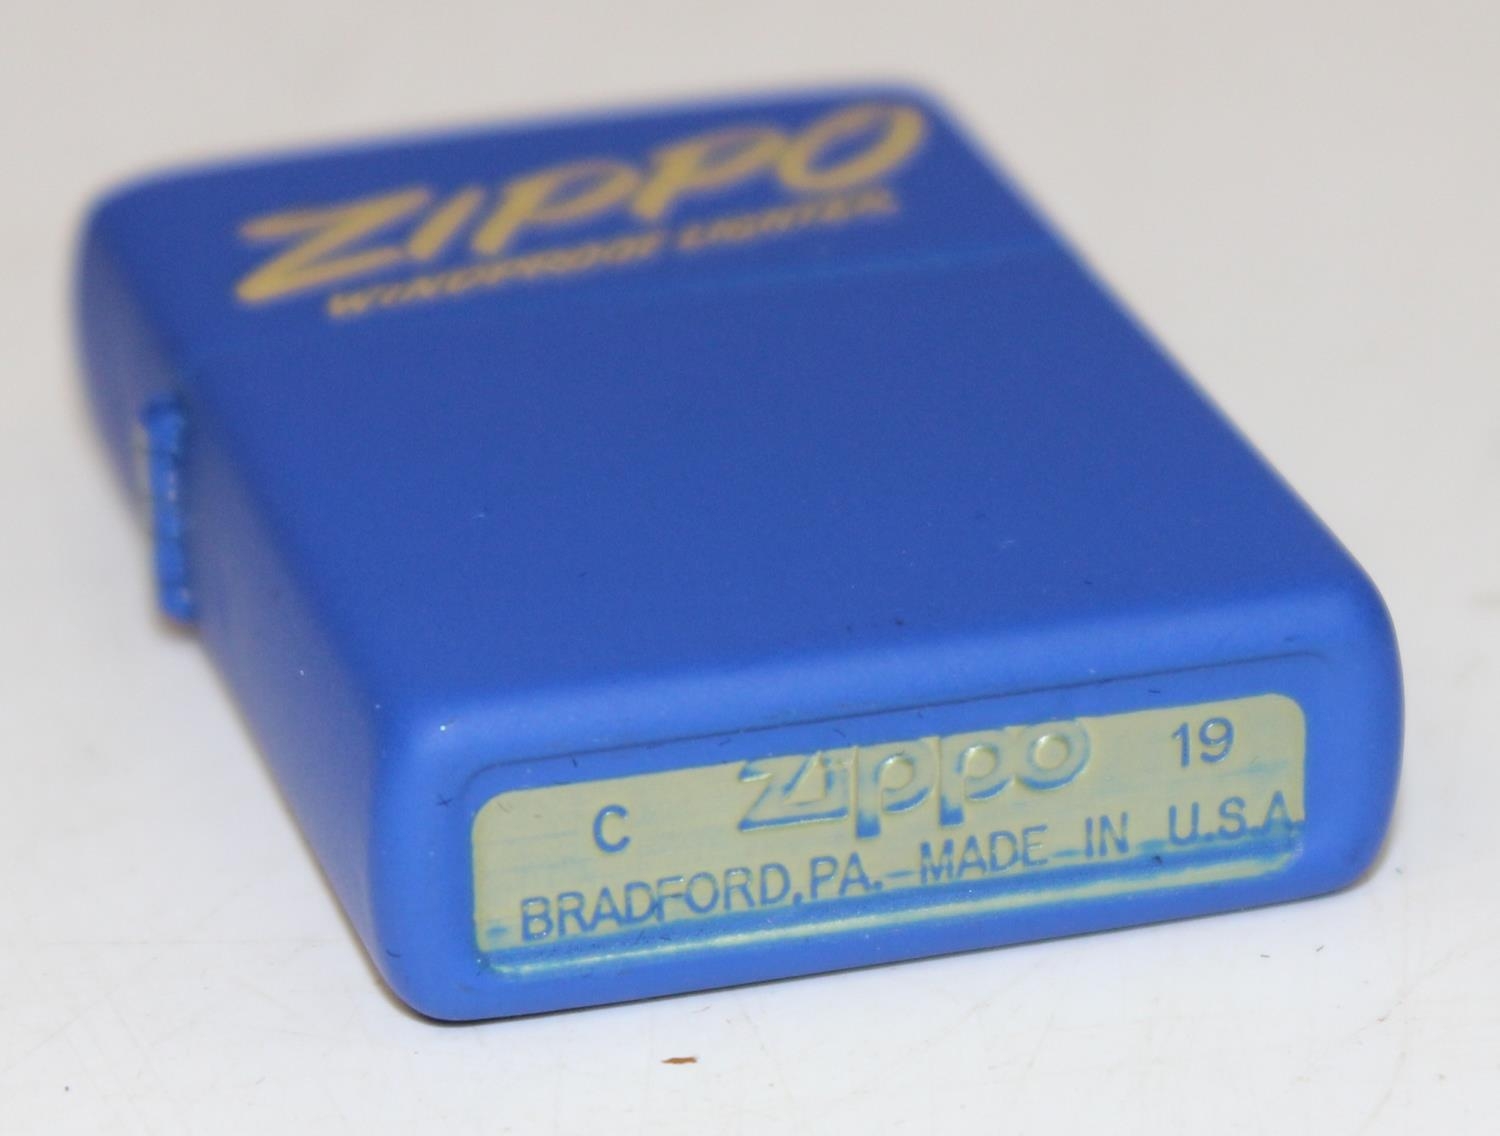 ZIPPO
WINDPROOF LIGHTER
C zippo 19
BRADFORD,PA.-MADE IN U.S.A.